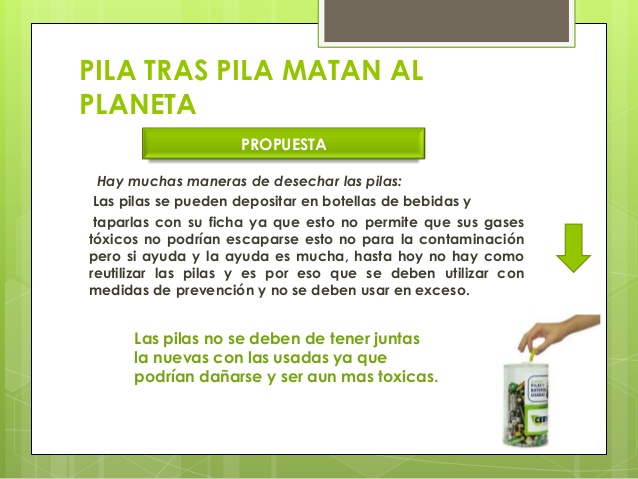 PILA TRAS PILA MATAN AL
PLANETA
PROPUESTA
Hay muchas maneras de desechar las pilas:
Las pilas se pueden depositar en botellas de bebidas y
taparlas con su ficha ya que esto no permite que sus gases
tóxicos no podrían escaparse esto no para la contaminación
pero si ayuda y la ayuda es mucha, hasta hoy no hay como
reutilizar las pilas y es por eso que se deben utilizar con
medidas de prevención y no se deben usar en exceso.
Las pilas no se deben de tener juntas
la nuevas con las usadas ya que
podrían dañarse y ser aun mas toxicas.
PILAS Y
BATERÍAS
USADAS